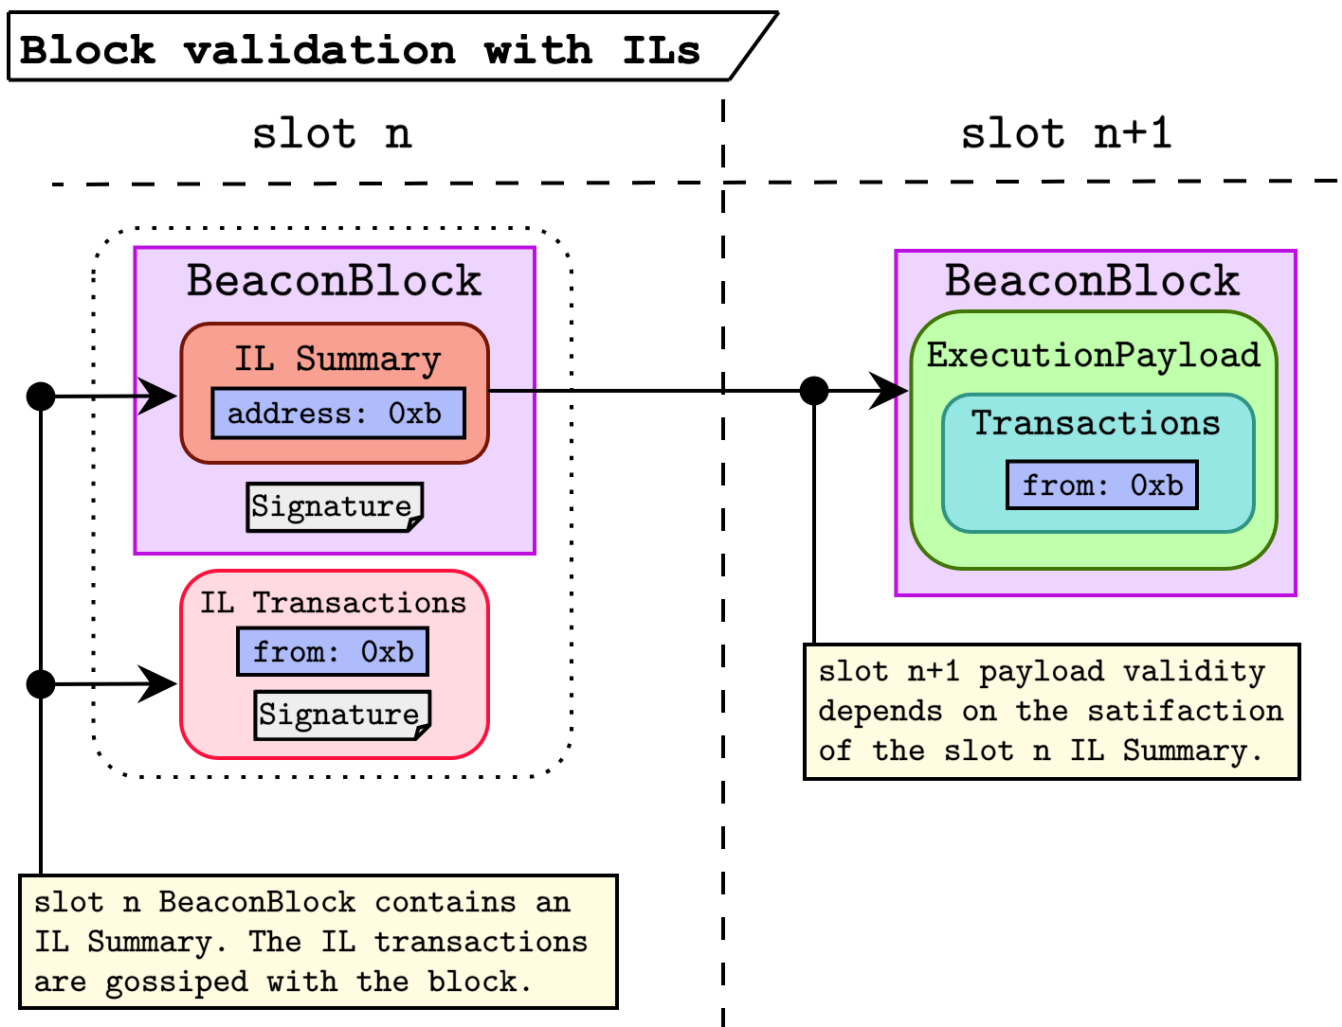 Block validation with ILs
slot n
slot n+1
BeaconBlock
IL Summary
address: 0xb
Signature
IL Transactions
from: 0xb
Signature
slot n BeaconBlock contains an
IL Summary. The IL transactions
are gossiped with the block.
BeaconBlock
ExecutionPayload
Transactions
from: 0xb
slot n+1 payload validity
depends on the satifaction
of the slot n IL Summary.